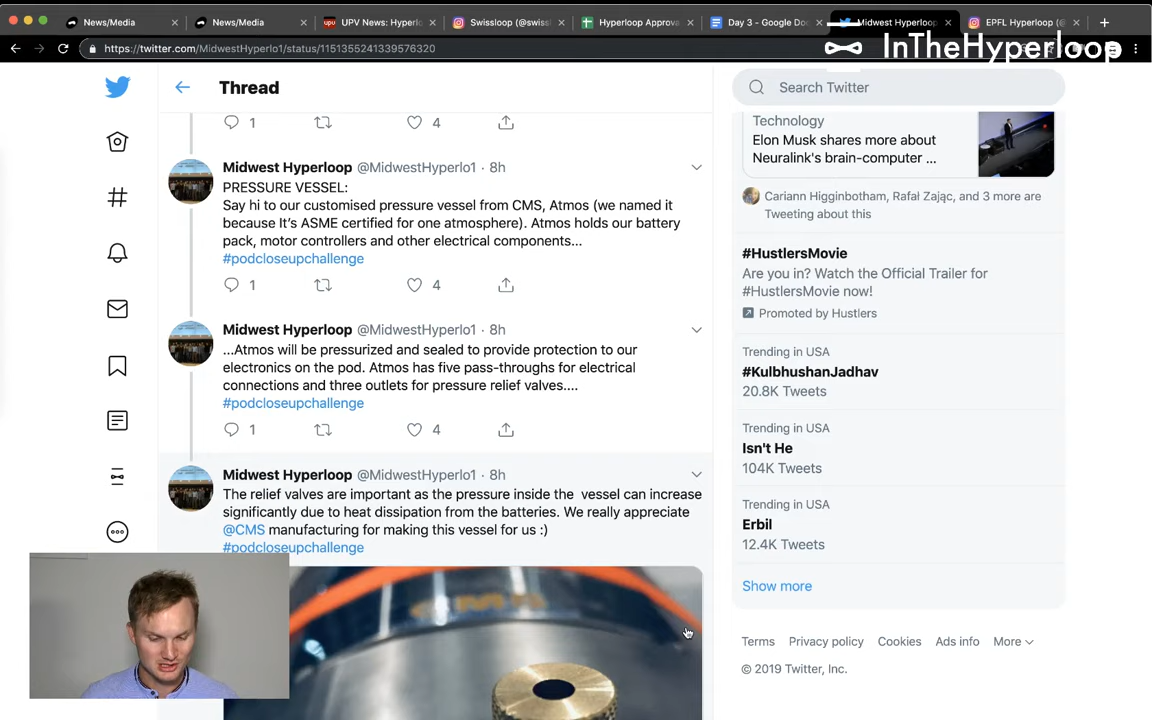 News/Media
News/Media
UPV News: Hyperlo
Swissloop (@swiss
Hyperloop Approva
Day 3 - Google Doc
Midwest Hyperloop
EPFL Hyperloop (@
https://twitter.com/MidwestHyperlo1/status/1151355241339576320
InTheHyperloop
Thread
Search Twitter
1
4
Midwest Hyperloop @MidwestHyperlo1 · 8h
PRESSURE VESSEL:
Say hi to our customised pressure vessel from CMS, Atmos (we named it
because It's ASME certified for one atmosphere). Atmos holds our battery
pack, motor controllers and other electrical components...
#podcloseupchallenge
1
4
Midwest Hyperloop @MidwestHyperlo1 · 8h
...Atmos will be pressurized and sealed to provide protection to our
electronics on the pod. Atmos has five pass-throughs for electrical
connections and three outlets for pressure relief valves....
#podcloseupchallenge
1
4
Midwest Hyperloop @MidwestHyperlo1 · 8h
The relief valves are important as the pressure inside the vessel can increase
significantly due to heat dissipation from the batteries. We really appreciate
@CMS manufacturing for making this vessel for us :)
#podcloseupchallenge
Technology
Elon Musk shares more about
Neuralink's brain-computer ...
Cariann Higginbotham, Rafał Zając, and 3 more are
Tweeting about this
#HustlersMovie
Are you in? Watch the Official Trailer for
#HustlersMovie now!
Promoted by Hustlers
Trending in USA
#KulbhushanJadhav
20.8K Tweets
Trending in USA
Isn't He
104K Tweets
Trending in USA
Erbil
12.4K Tweets
Show more
Terms Privacy policy Cookies Ads info More
© 2019 Twitter, Inc.